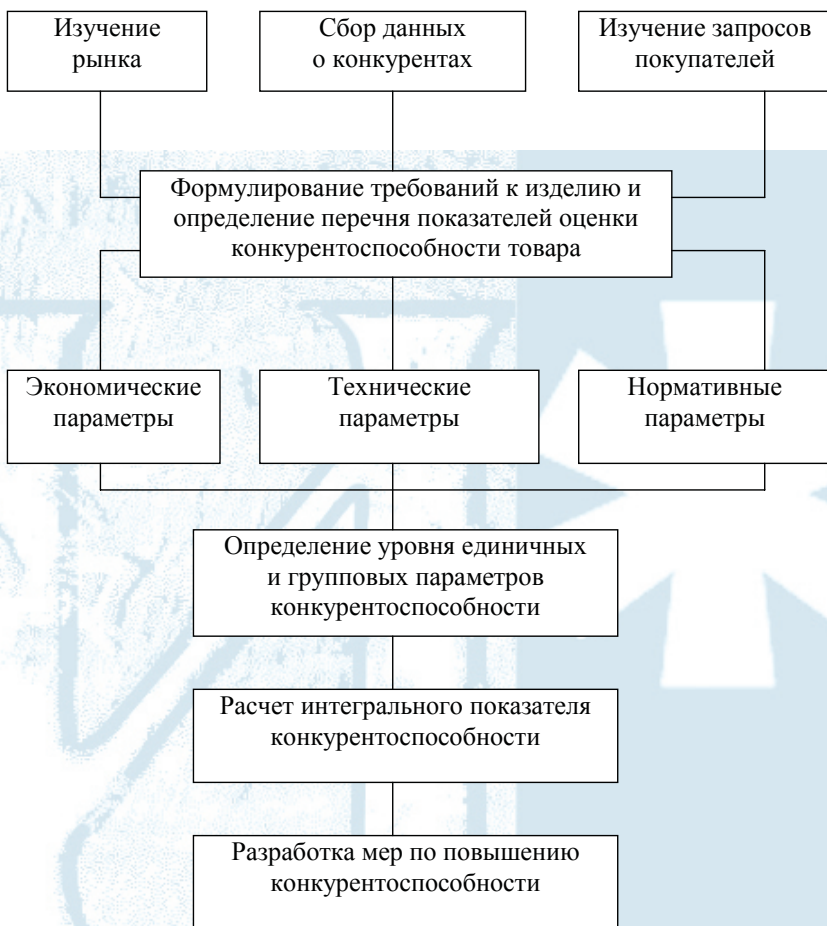 Изучение
рынка
Сбор данных
о конкурентах
Изучение запросов
покупателей
Формулирование требований к изделию и
определение перечня показателей оценки
конкурентоспособности товара
Экономические
параметры
Технические
параметры
Нормативные
параметры
Определение уровня единичных
и групповых параметров
конкурентоспособности
Расчет интегрального показателя
конкурентоспособности
Разработка мер по повышению
конкурентоспособности